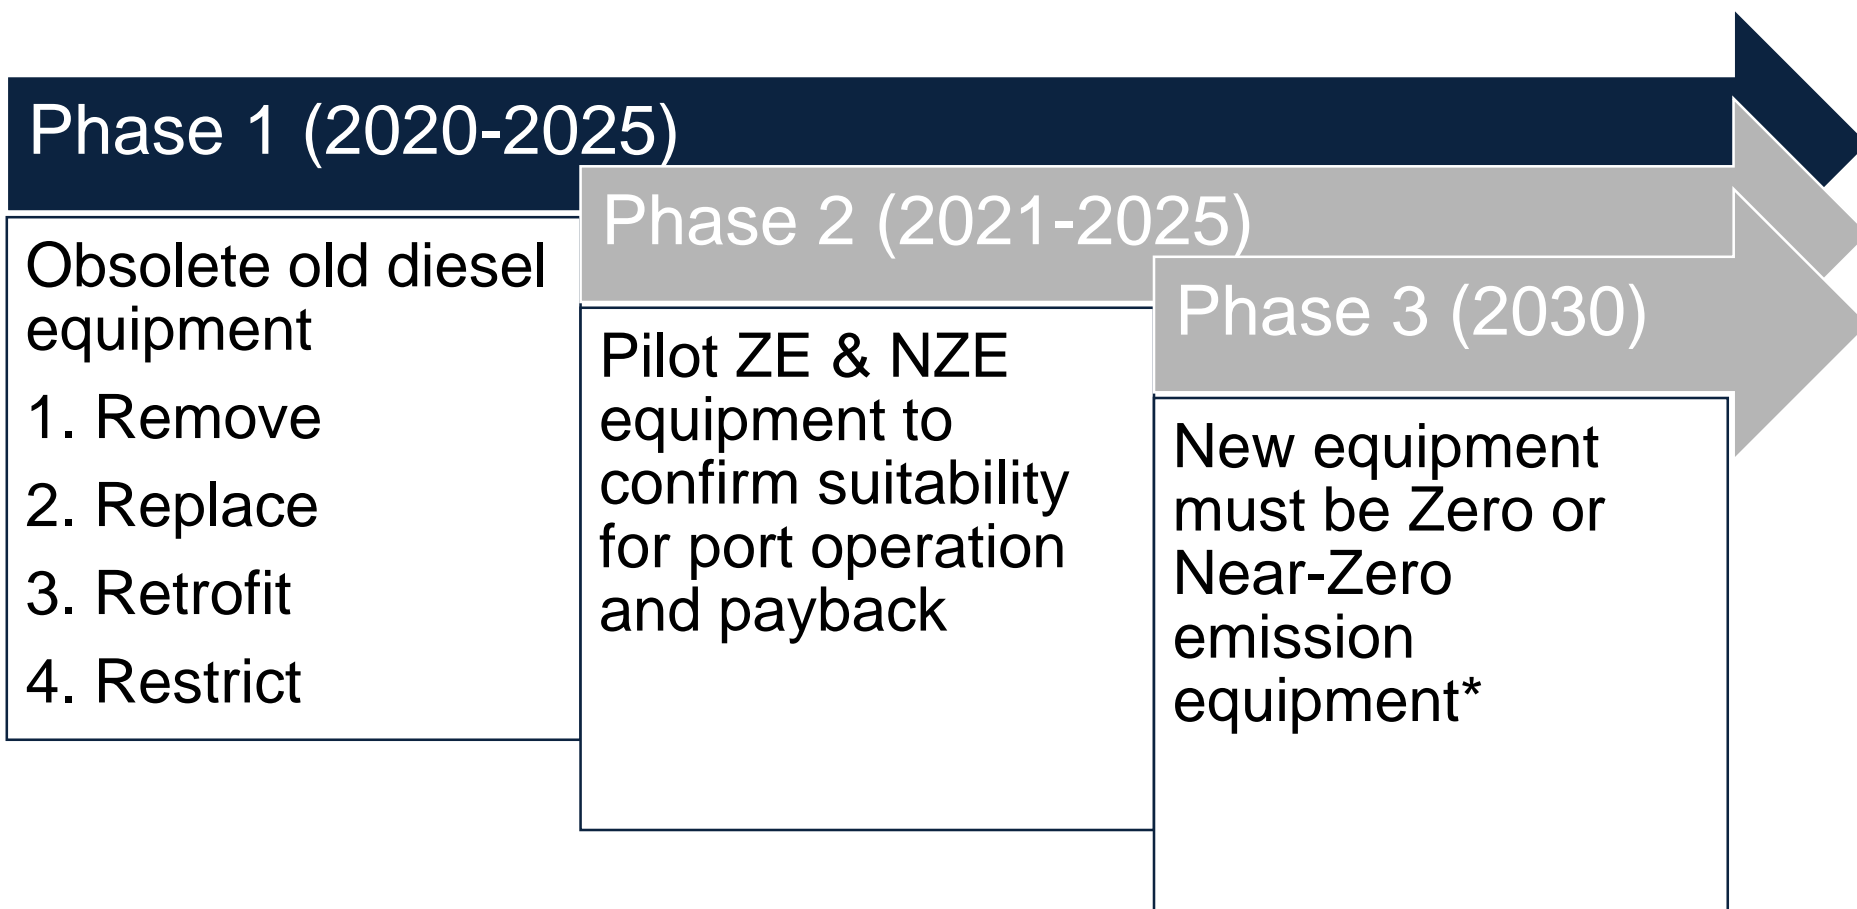 Phase 1 (2020-2025)
Obsolete old diesel
equipment
1. Remove
2. Replace
3. Retrofit
4. Restrict
Phase 2 (2021-2025)
Pilot ZE & NZE
equipment to
confirm suitability
for port operation
and payback
Phase 3 (2030)
New equipment
must be Zero or
Near-Zero
emission
equipment*